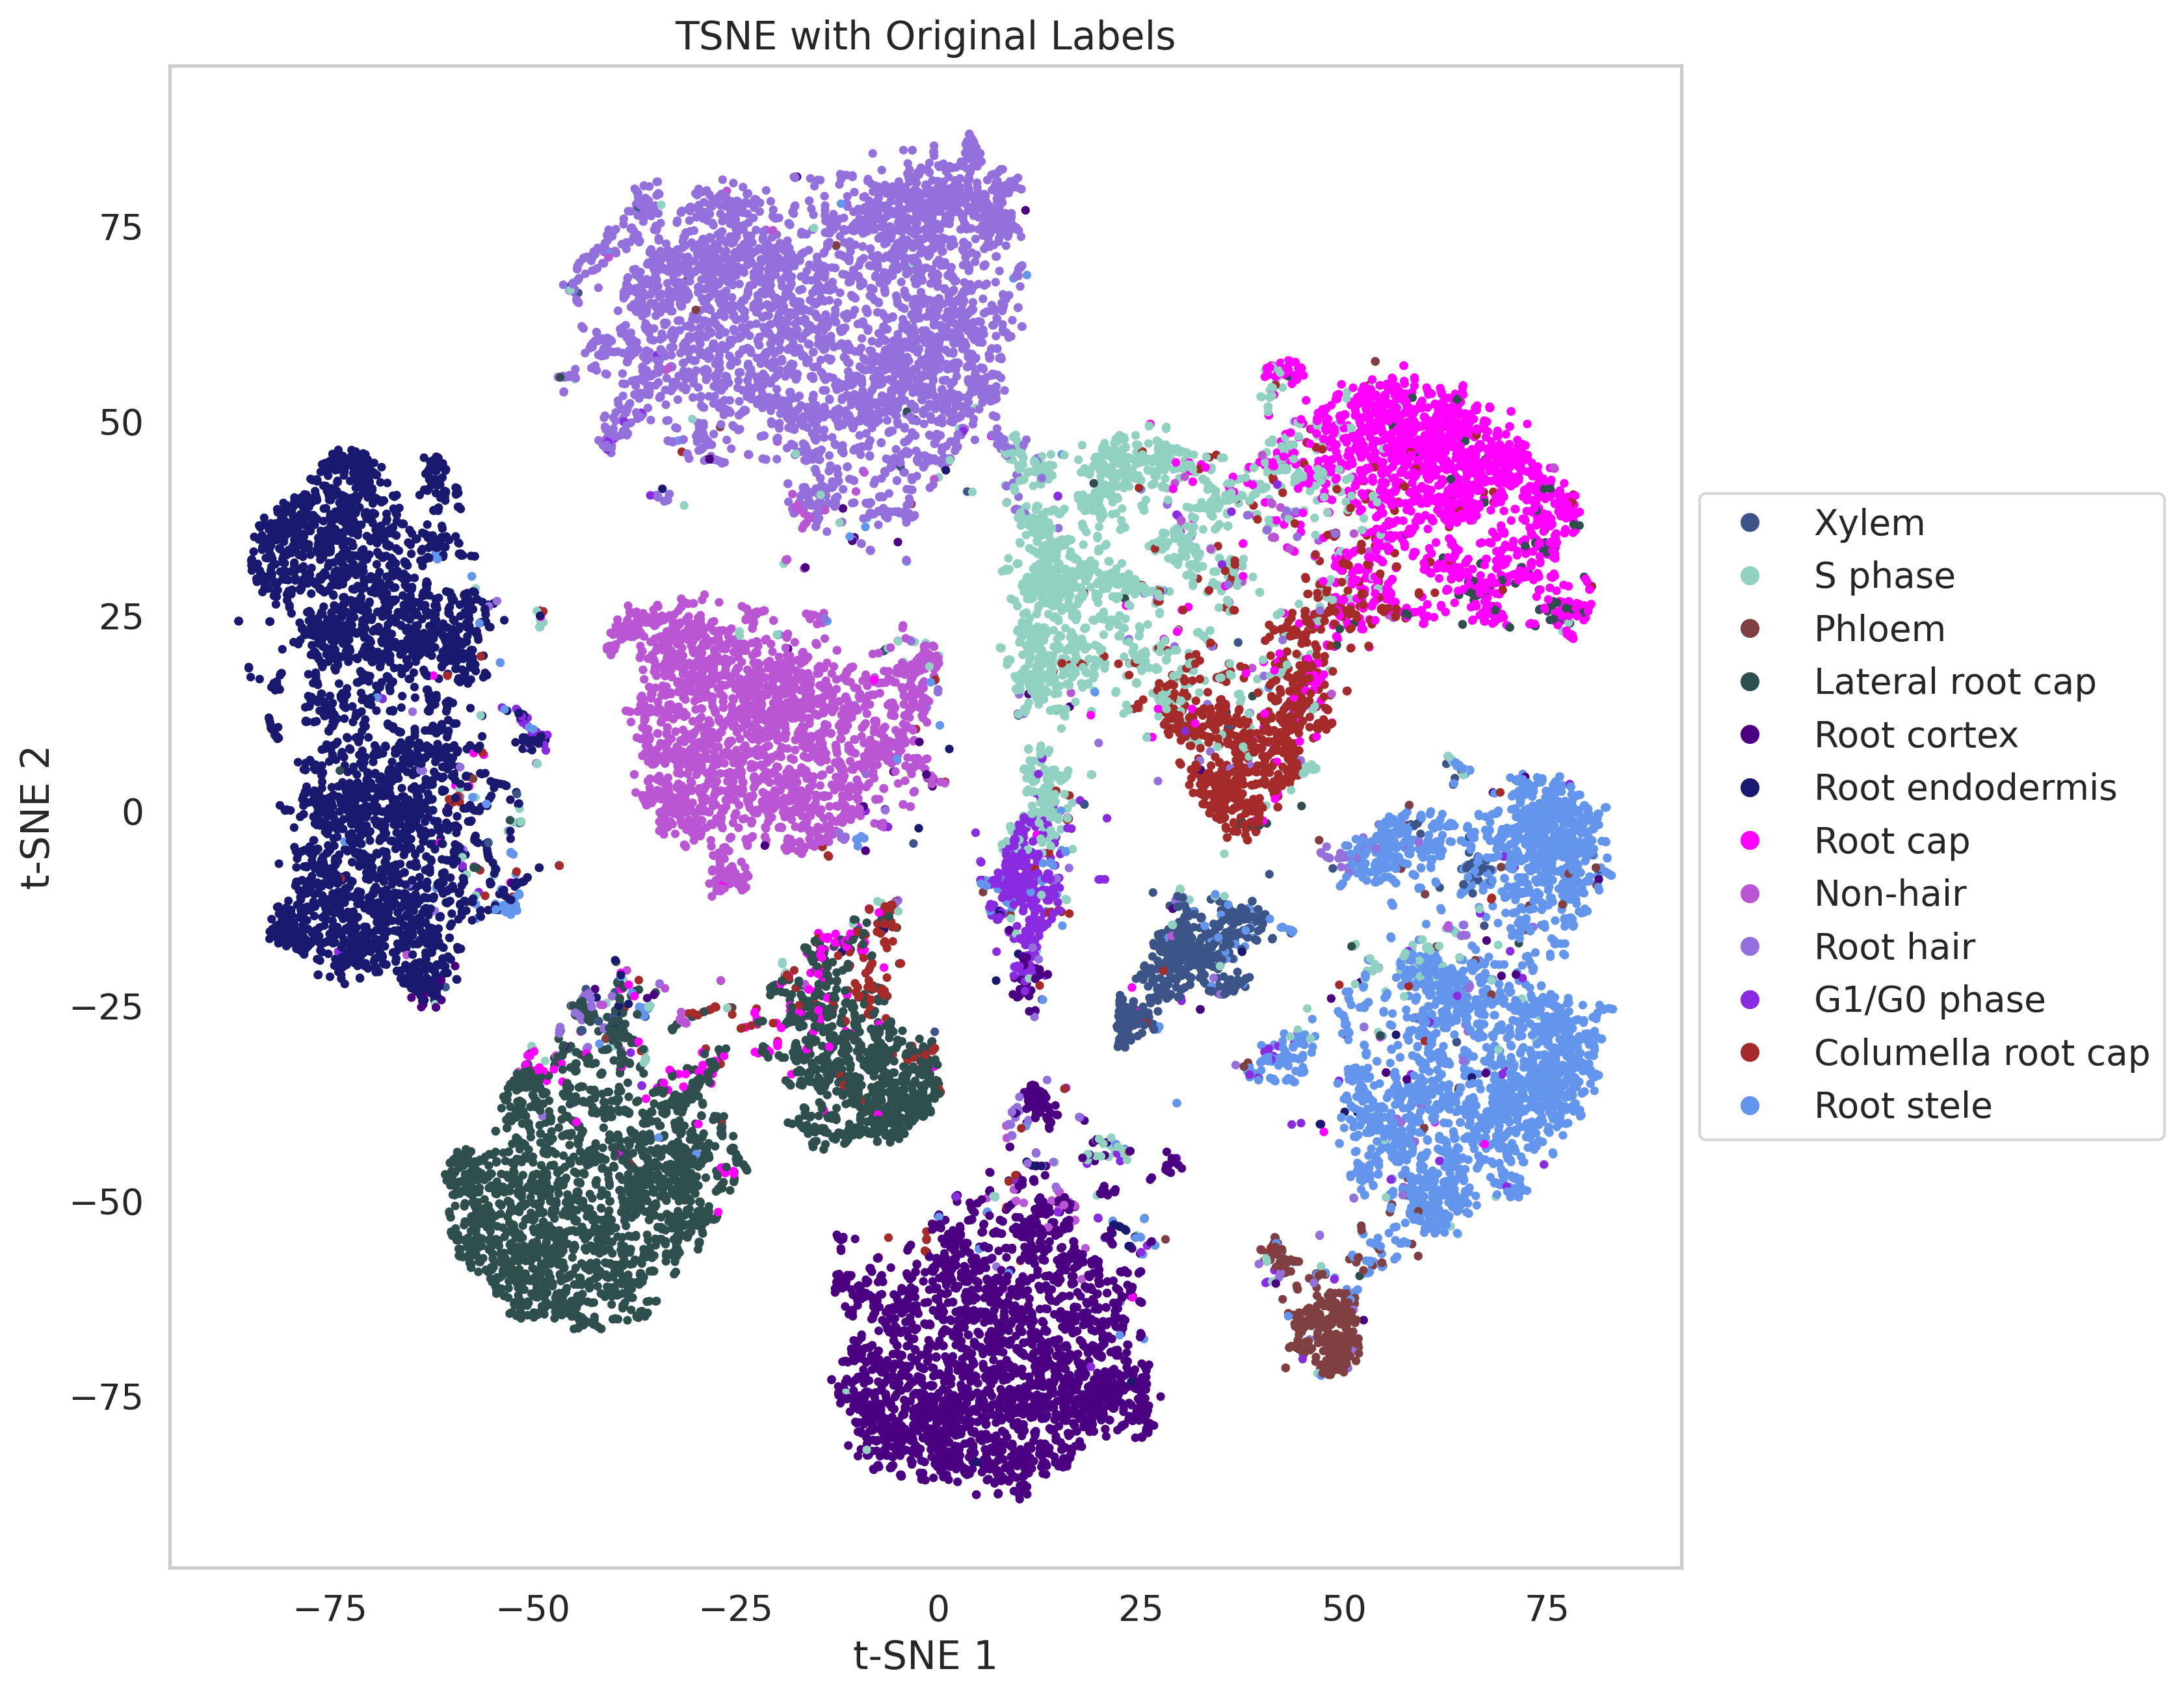 TSNE with Original Labels
75
50
25
0
−25
−50
−75
t-SNE 2
−75 −50 −25 0 25 50 75
t-SNE 1
Xylem
S phase
Phloem
Lateral root cap
Root cortex
Root endodermis
Root cap
Non-hair
Root hair
G1/G0 phase
Columella root cap
Root stele